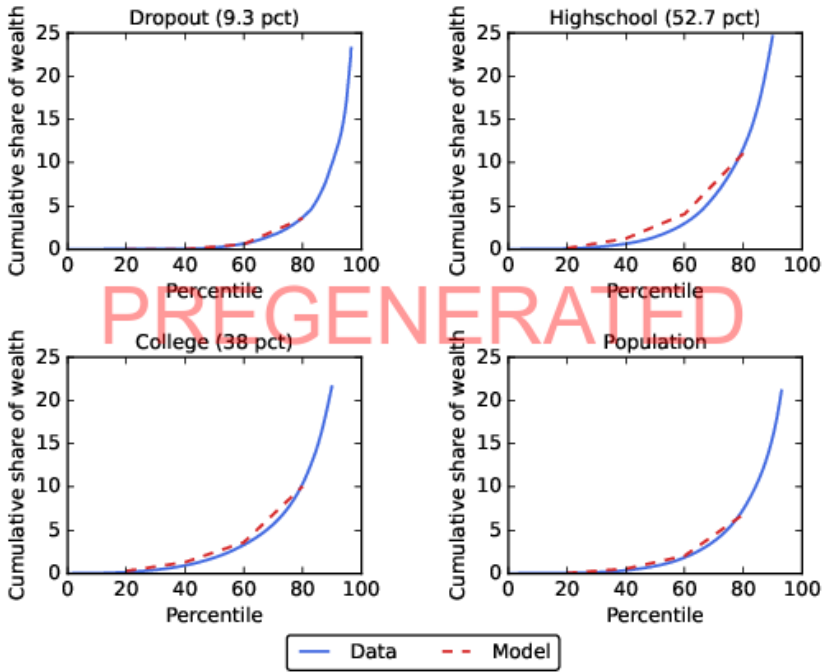 Dropout (9.3 pct)
Cumulative share of wealth
25
20
15
10
5
0
0 20 40 60 80 100
Percentile
Highschool (52.7 pct)
Cumulative share of wealth
25
20
15
10
5
0
0 20 40 60 80 100
Percentile
PREGENERATED
College (38 pct)
Cumulative share of wealth
25
20
15
10
5
0
0 20 40 60 80 100
Percentile
Population
Cumulative share of wealth
25
20
15
10
5
0
0 20 40 60 80 100
Percentile
Data Model